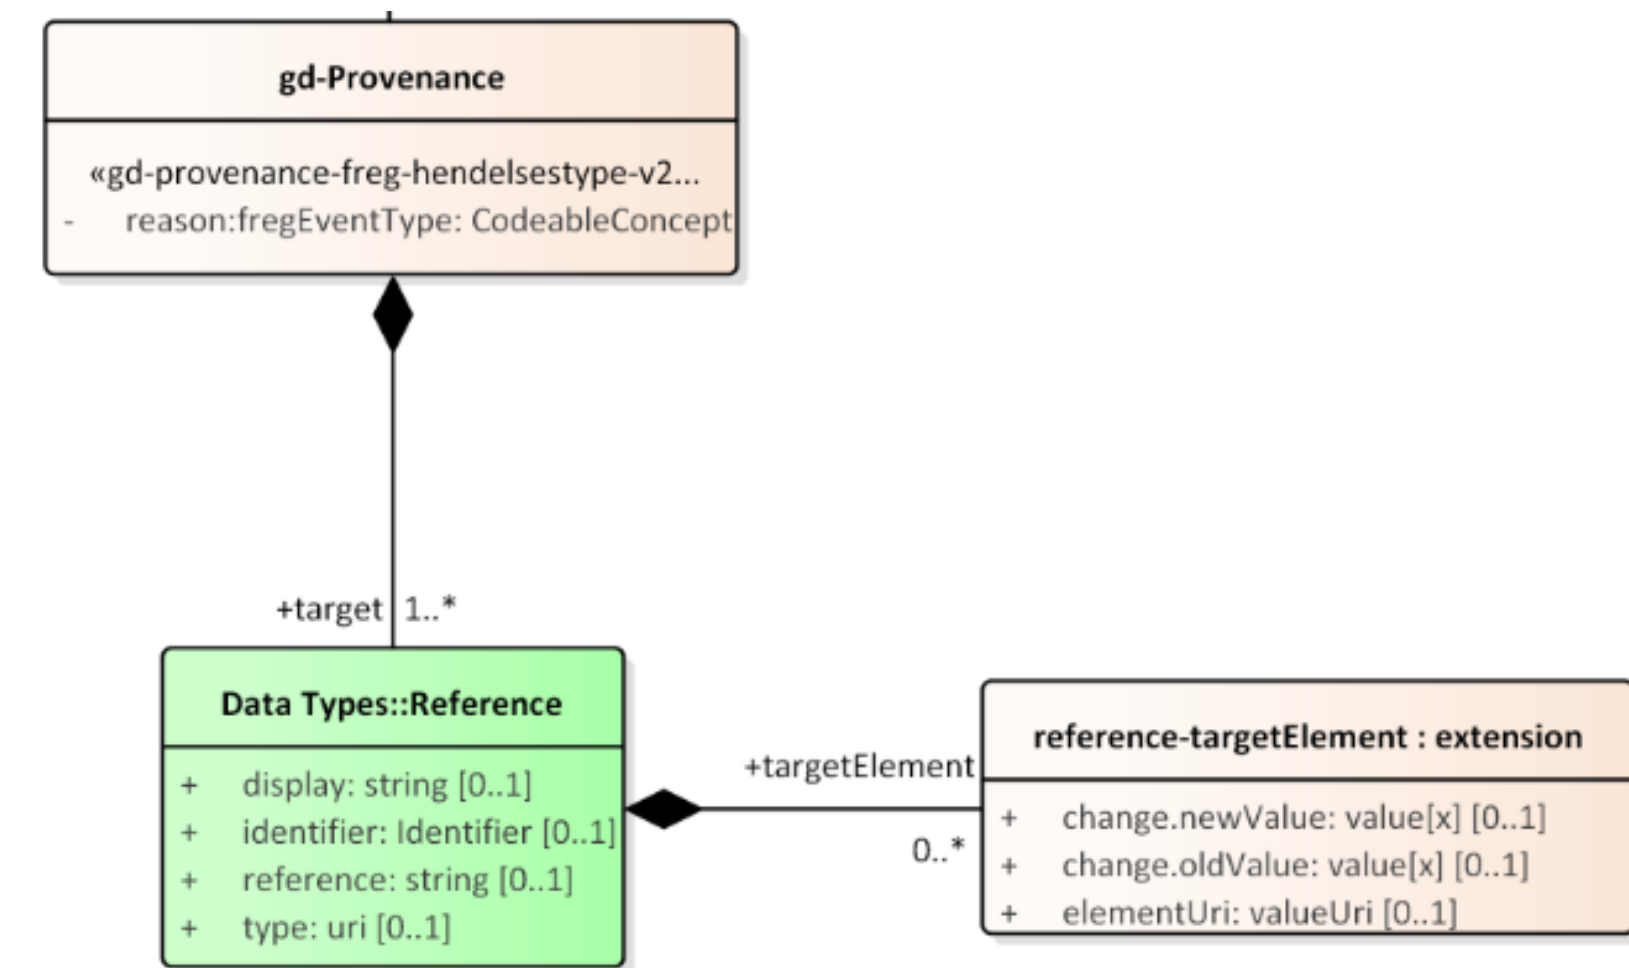 gd-Provenance
«gd-provenance-freg-hendelsestype-v2...
- reason:fregEventType: CodeableConcept
+target 1..*
Data Types::Reference
+ display: string [0..1]
+ identifier: Identifier [0..1]
+ reference: string [0..1]
+ type: uri [0..1]
+targetElement
0..*
reference-targetElement : extension
+ change.newValue: value[x] [0..1]
+ change.oldValue: value[x] [0..1]
+ elementUri: valueUri [0..1]